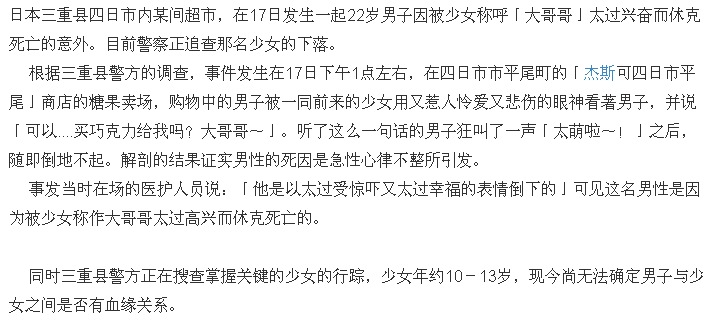 日本三重县四日市内某间超市，在17日发生一起22岁男子因被少女称呼「大哥哥」太过兴奋而休克
死亡的意外。目前警察正追查那名少女的下落。
根据三重县警方的调查，事件发生在17日下午1点左右，在四日市市平尾町的「杰斯可四日市平
尾」商店的糖果卖场，购物中的男子被一同前来的少女用又惹人怜爱又悲伤的眼神看著男子，并说
「可以....买巧克力给我吗？大哥哥～」。听了这么一句话的男子狂叫了一声「太萌啦～！」之后，
随即倒地不起。解剖的结果证实男性的死因是急性心律不整所引发。
事发当时在场的医护人员说：「他是以太过受惊吓又太过幸福的表情倒下的」可见这名男性是因
为被少女称作大哥哥太过高兴而休克死亡的。
同时三重县警方正在搜查掌握关键的少女的行踪，少女年约10－13岁，现今尚无法确定男子与少
女之间是否有血缘关系。